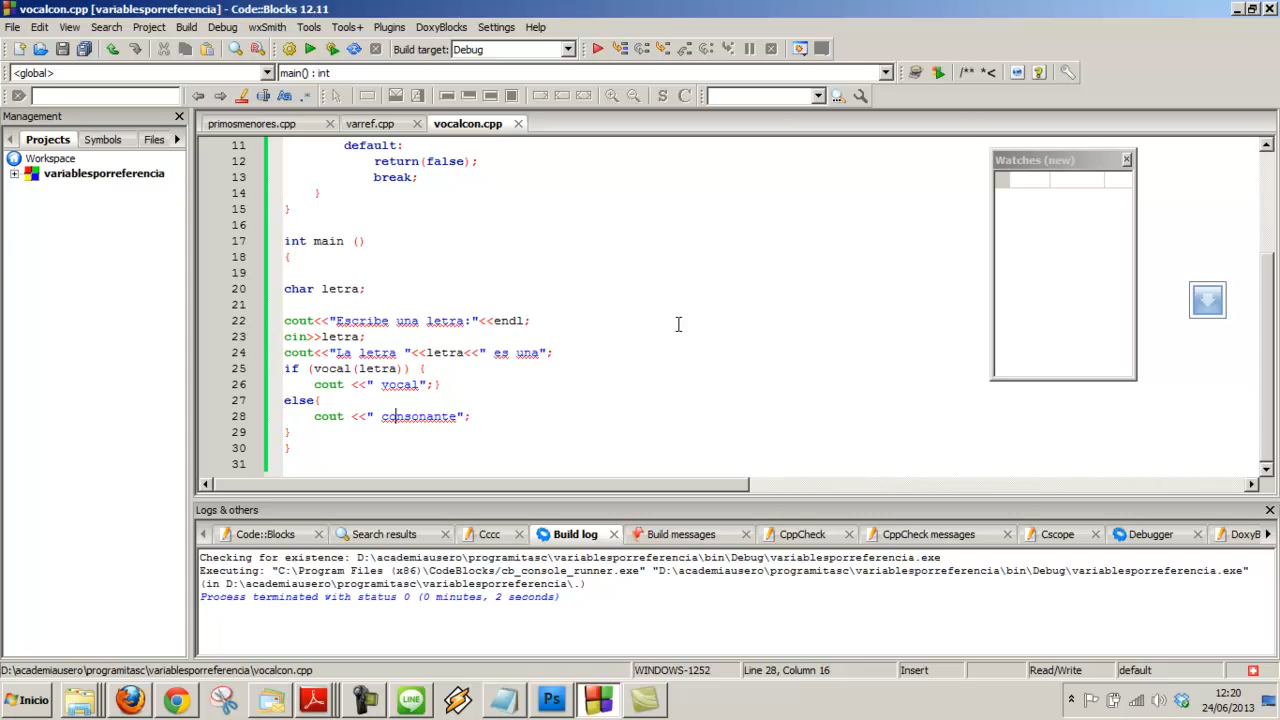 vocalcon.cpp [variablesporreferencia] - Code::Blocks 12.11
File Edit View Search Project Build Debug wxSmith Tools Tools+ Plugins DoxyBlocks Settings Help
Build target: Debug
<global> main() : int
/** *<
Aa .* S C
Management
primosmenores.cpp varref.cpp vocalcon.cpp
Projects Symbols Files
Workspace
variablesporreferencia
Watches (new)
11 default:
12 return(false);
13 break;
14 }
15 }
16
17 int main ()
18 {
19
20 char letra;
21
22 cout<<"Escribe una letra:"<<endl;
23 cin>>letra;
24 cout<<"La letra "<<letra<<" es una";
25 if (vocal(letra)) {
26 cout <<" vocal";}
27 else{
28 cout <<" consonante";
29 }
30 }
31
Logs & others
Code::Blocks Search results Cccc Build log Build messages CppCheck CppCheck messages Cscope Debugger DoxyB
Checking for existence: D:\academiausero\programitasc\variablesporreferencia\bin\Debug\variablesporreferencia.exe
Executing: "C:\Program Files (x86)\CodeBlocks/cb_console_runner.exe" "D:\academiausero\programitasc\variablesporreferencia\bin\Debug\variablesporreferencia.exe"
(in D:\academiausero\programitasc\variablesporreferencia\.)
Process terminated with status 0 (0 minutes, 2 seconds)
D:\academiausero\programitasc\variablesporreferencia\vocalcon.cpp WINDOWS-1252 Line 28, Column 16 Insert Read/Write default
Inicio LINE Ps 12:20
24/06/2013